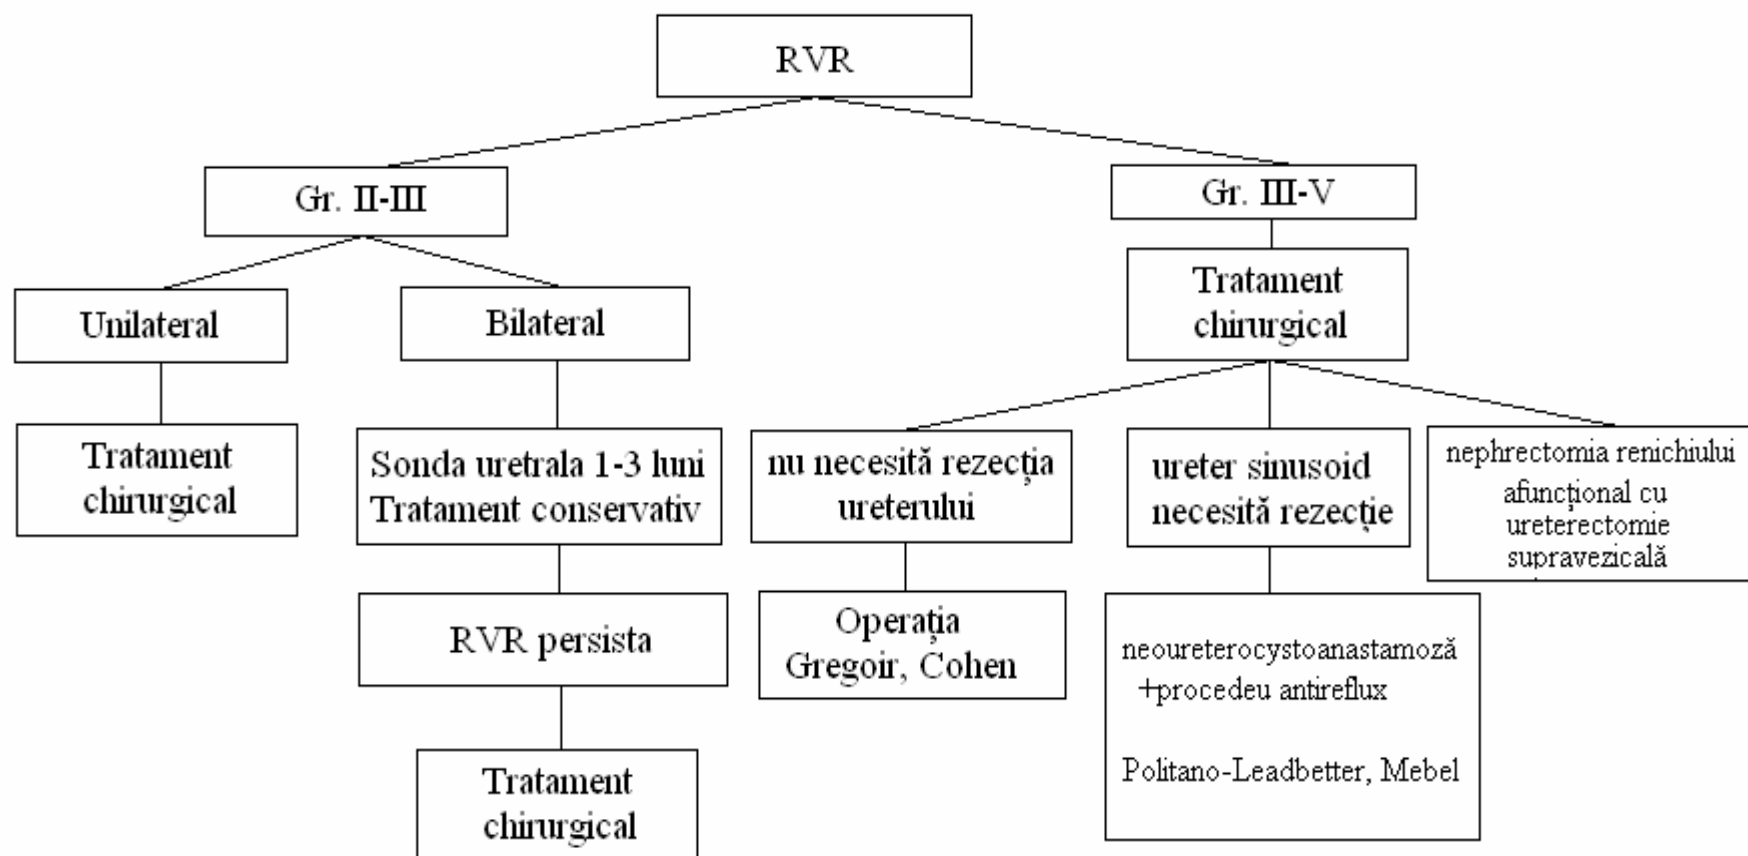 RVR
Gr. II-III
Gr. III-V
Unilateral
Bilateral
Tratament
chirurgical
Tratament
chirurgical
Sonda uretrala 1-3 luni
Tratament conservativ
nu necesită rezecția
ureterului
ureter sinusoid
necesită rezecție
nephrectomia renichiului
afuncțional cu
ureterectomie
supravezicală
RVR persista
Operația
Gregoir, Cohen
neoureterocystoanastamoză
+procedeu antireflux
Politano-Leadbetter, Mebel
Tratament
chirurgical